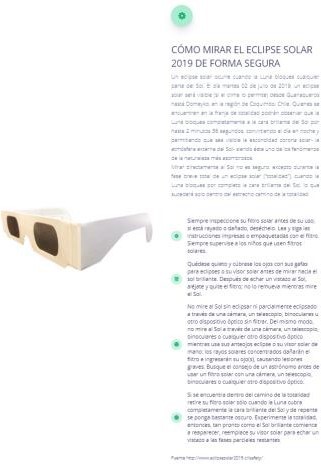 CÓMO MIRAR EL ECLIPSE SOLAR
2019 DE FORMA SEGURA
Un eclipse solar ocurre cuando la Luna bloquea cualquier
parte del Sol. El día martes 02 de julio de 2019, un eclipse
solar será visible (si el clima lo permite) desde Guanaqueros
hasta Domeyko, en la región de Coquimbo, Chile. Quienes se
encuentren en la franja de totalidad podrán observar que la
Luna bloquea completamente a la cara brillante del Sol por
hasta 2 minutos 36 segundos, convirtiendo el día en noche y
permitiendo que sea visible la escondida corona solar- la
atmósfera externa del Sol- siendo éste uno de los fenómenos
de la naturaleza más asombrosos.
Mirar directamente al Sol no es seguro, excepto durante la
fase breve total de un eclipse solar ("totalidad"), cuando la
Luna bloquea por completo la cara brillante del Sol, lo que
sucederá solo dentro del estrecho camino de la totalidad.
Siempre inspeccione su filtro solar antes de su uso,
si está rayado o dañado, deséchelo. Lea y siga las
instrucciones impresas o empaquetadas con el filtro.
Siempre supervise a los niños que usen filtros
solares.
Quédese quieto y cúbrase los ojos con sus gafas
para eclipses o su visor solar antes de mirar hacia el
sol brillante. Después de echar un vistazo al Sol,
aléjate y quite el filtro; no lo remueva mientras mire
el Sol.
No mire al Sol sin eclipsar ni parcialmente eclipsado
a través de una cámara, un telescopio, binoculares u
otro dispositivo óptico sin filtrar. Del mismo modo,
no mire al Sol a través de una cámara, un telescopio,
binoculares o cualquier otro dispositivo óptico
mientras usa sus anteojos eclipse o su visor solar de
mano; los rayos solares concentrados dañarán el
filtro e ingresarán su ojo(s), causando lesiones
graves. Busque el consejo de un astrónomo antes de
usar un filtro solar con una cámara, un telescopio,
binoculares o cualquier otro dispositivo óptico.
Si se encuentra dentro del camino de la totalidad
retire su filtro solar sólo cuando la Luna cubra
completamente la cara brillante del Sol y de repente
se ponga bastante oscuro. Experimente la totalidad,
entonces, tan pronto como el Sol brillante comience
a reaparecer, reemplace su visor solar para echar un
vistazo a las fases parciales restantes.